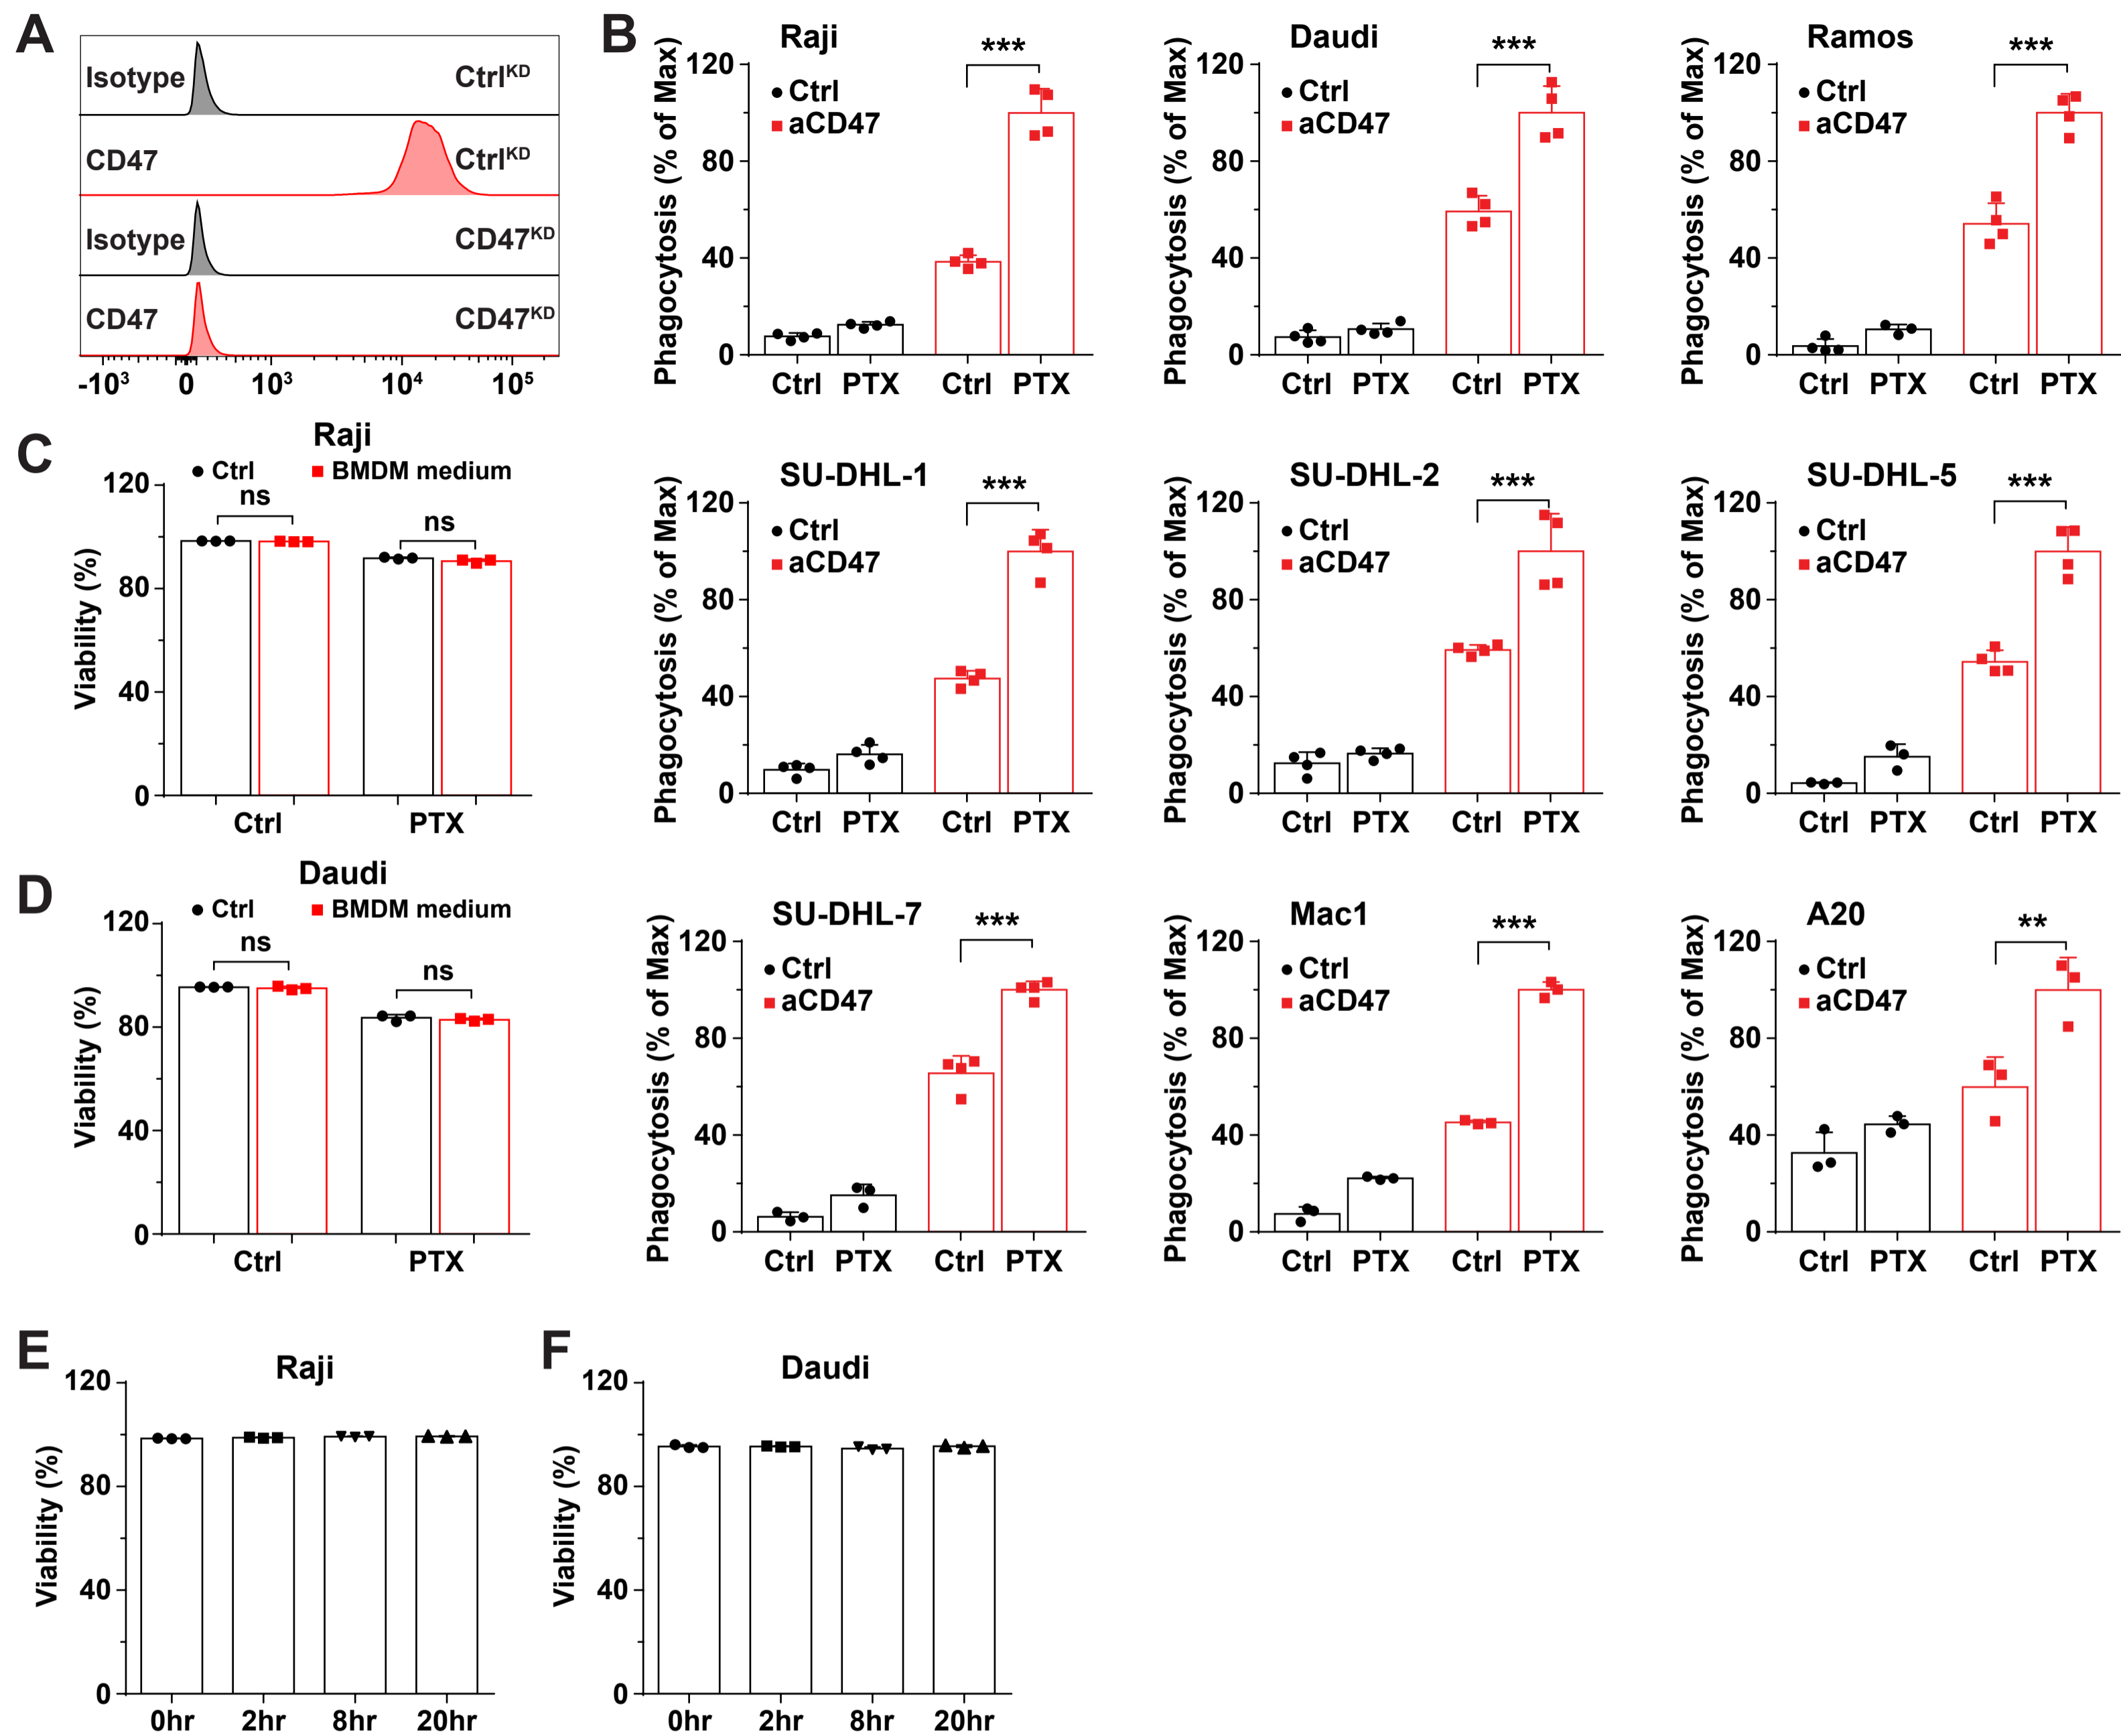 A
Isotype Ctrl^KD
CD47 Ctrl^KD
Isotype CD47^KD
CD47 CD47^KD
-10³ 0 10³ 10⁴ 10⁵
B
Raji
***
Ctrl
aCD47
Phagocytosis (% of Max)
120
80
40
0
Ctrl PTX Ctrl PTX
Daudi
***
Ctrl
aCD47
Phagocytosis (% of Max)
120
80
40
0
Ctrl PTX Ctrl PTX
Ramos
***
Ctrl
aCD47
Phagocytosis (% of Max)
120
80
40
0
Ctrl PTX Ctrl PTX
SU-DHL-1
***
Ctrl
aCD47
Phagocytosis (% of Max)
120
80
40
0
Ctrl PTX Ctrl PTX
SU-DHL-2
***
Ctrl
aCD47
Phagocytosis (% of Max)
120
80
40
0
Ctrl PTX Ctrl PTX
SU-DHL-5
***
Ctrl
aCD47
Phagocytosis (% of Max)
120
80
40
0
Ctrl PTX Ctrl PTX
SU-DHL-7
***
Ctrl
aCD47
Phagocytosis (% of Max)
120
80
40
0
Ctrl PTX Ctrl PTX
Mac1
***
Ctrl
aCD47
Phagocytosis (% of Max)
120
80
40
0
Ctrl PTX Ctrl PTX
A20
**
Ctrl
aCD47
Phagocytosis (% of Max)
120
80
40
0
Ctrl PTX Ctrl PTX
C
Raji
Ctrl BMDM medium
ns
ns
Viability (%)
120
80
40
0
Ctrl PTX
D
Daudi
Ctrl BMDM medium
ns
ns
Viability (%)
120
80
40
0
Ctrl PTX
E
Raji
Viability (%)
120
80
40
0
0hr 2hr 8hr 20hr
F
Daudi
Viability (%)
120
80
40
0
0hr 2hr 8hr 20hr